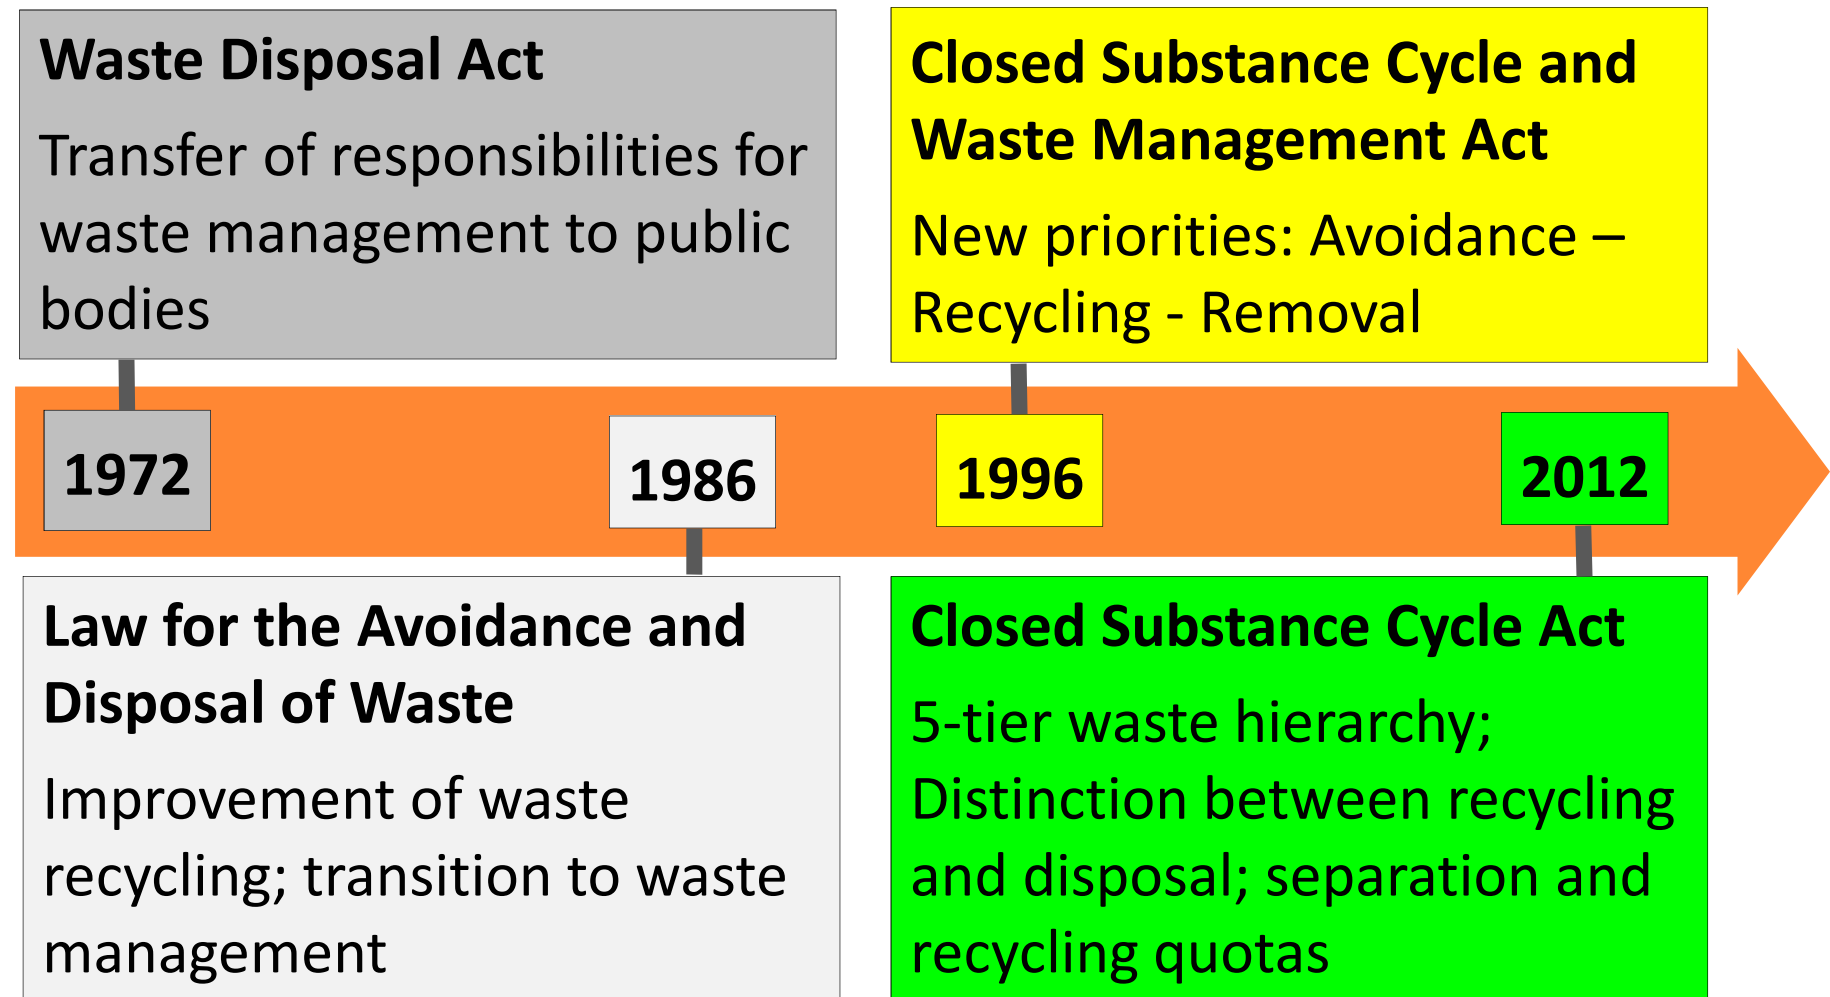 Waste Disposal Act
Transfer of responsibilities for
waste management to public
bodies
Closed Substance Cycle and
Waste Management Act
New priorities: Avoidance –
Recycling - Removal
1972
1986
1996
2012
Law for the Avoidance and
Disposal of Waste
Improvement of waste
recycling; transition to waste
management
Closed Substance Cycle Act
5-tier waste hierarchy;
Distinction between recycling
and disposal; separation and
recycling quotas